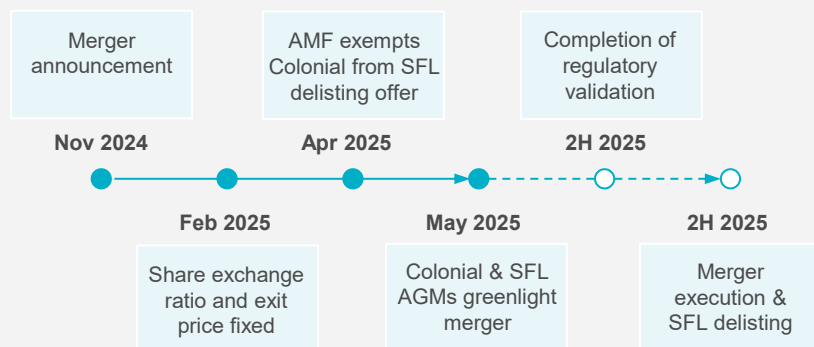 Merger
announcement
AMF exempts
Colonial from SFL
delisting offer
Completion of
regulatory
validation
Nov 2024
Apr 2025
2H 2025
Feb 2025
May 2025
2H 2025
Share exchange
ratio and exit
price fixed
Colonial & SFL
AGMs greenlight
merger
Merger
execution &
SFL delisting